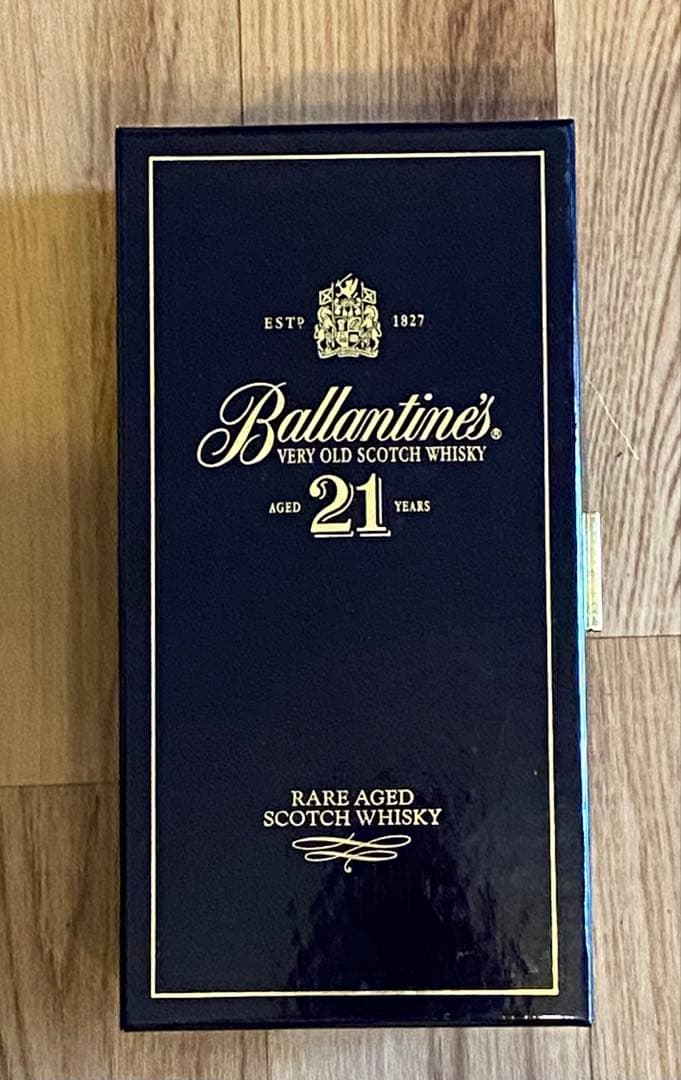 ESTD 1827
Ballantine's®
VERY OLD SCOTCH WHISKY
AGED 21 YEARS
RARE AGED
SCOTCH WHISKY